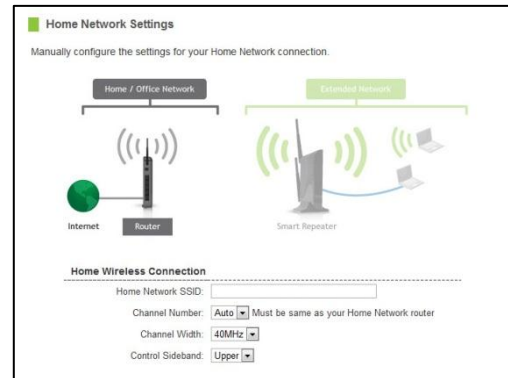 Home Network Settings
Manually configure the settings for your Home Network connection.
Home / Office Network
Extended Network
Internet
Router
Smart Repeater
Home Wireless Connection
Home Network SSID:
Channel Number: Auto Must be same as your Home Network router
Channel Width: 40MHz
Control Sideband: Upper